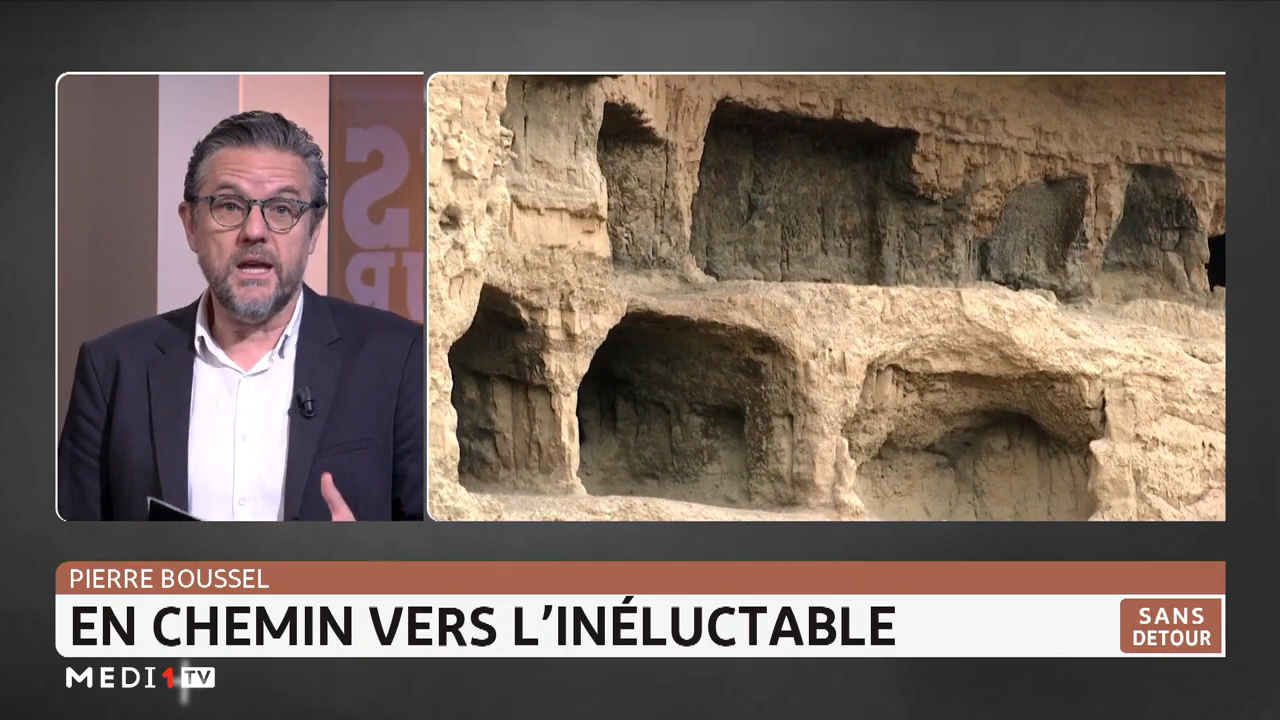 PIERRE BOUSSEL
EN CHEMIN VERS L'INÉLUCTABLE
SANS
DETOUR
MEDI1TV